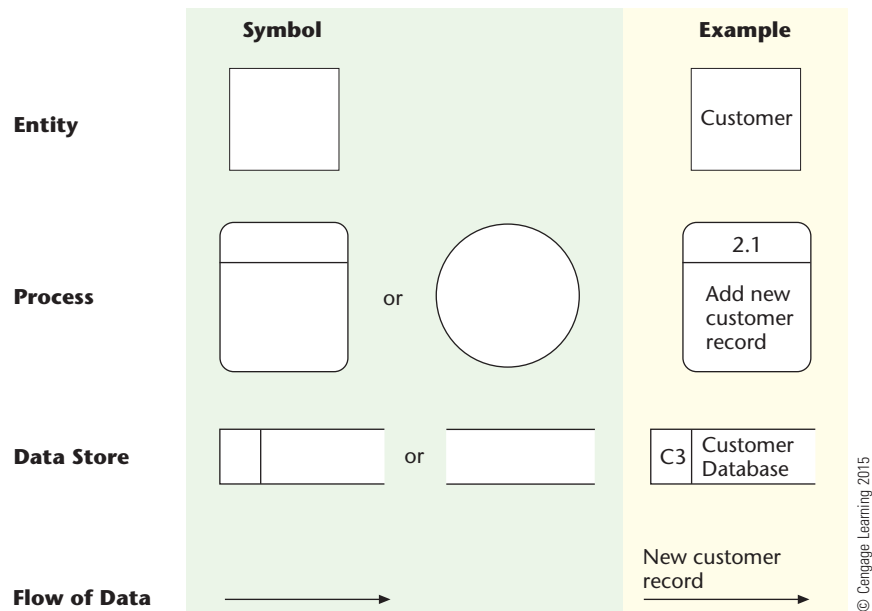 Symbol
Example
Entity
Customer
Process
or
2.1
Add new
customer
record
Data Store
or
C3
Customer
Database
New customer
record
Flow of Data
© Cengage Learning 2015